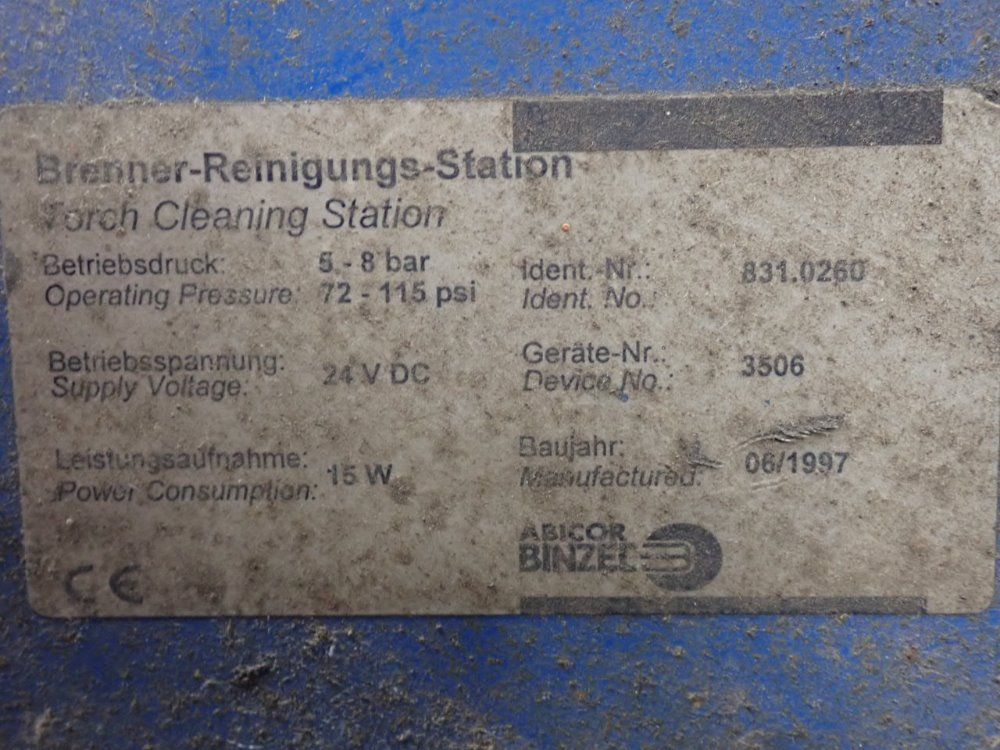 Brenner-Reinigungs-Station
Torch Cleaning Station
Betriebsdruck: 5 - 8 bar
Operating Pressure: 72 - 115 psi
Betriebsspannung: 24 V DC
Supply Voltage:
Leistungsaufnahme: 15 W
Power Consumption:
CE
Ident.-Nr.: 831.0260
Ident. No.:
Geräte-Nr.: 3506
Device No.:
Baujahr: 06/1997
Manufactured:
ABICOR
BINZEL